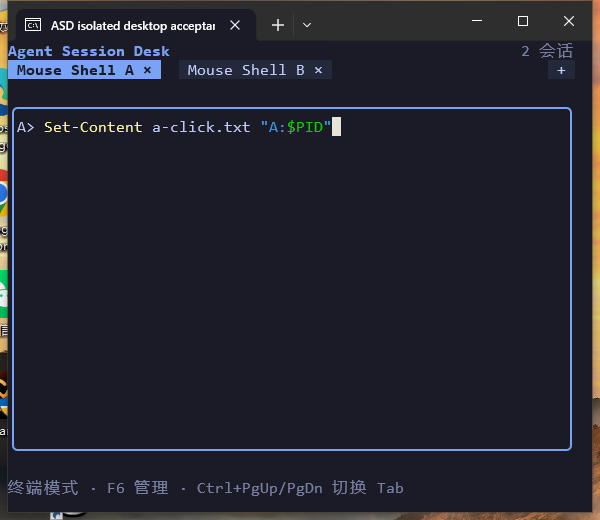 ASD isolated desktop acceptar
Agent Session Desk 2 会话
Mouse Shell A × Mouse Shell B × +
A> Set-Content a-click.txt "A:$PID"
终端模式 · F6 管理 · Ctrl+PgUp/PgDn 切换 Tab